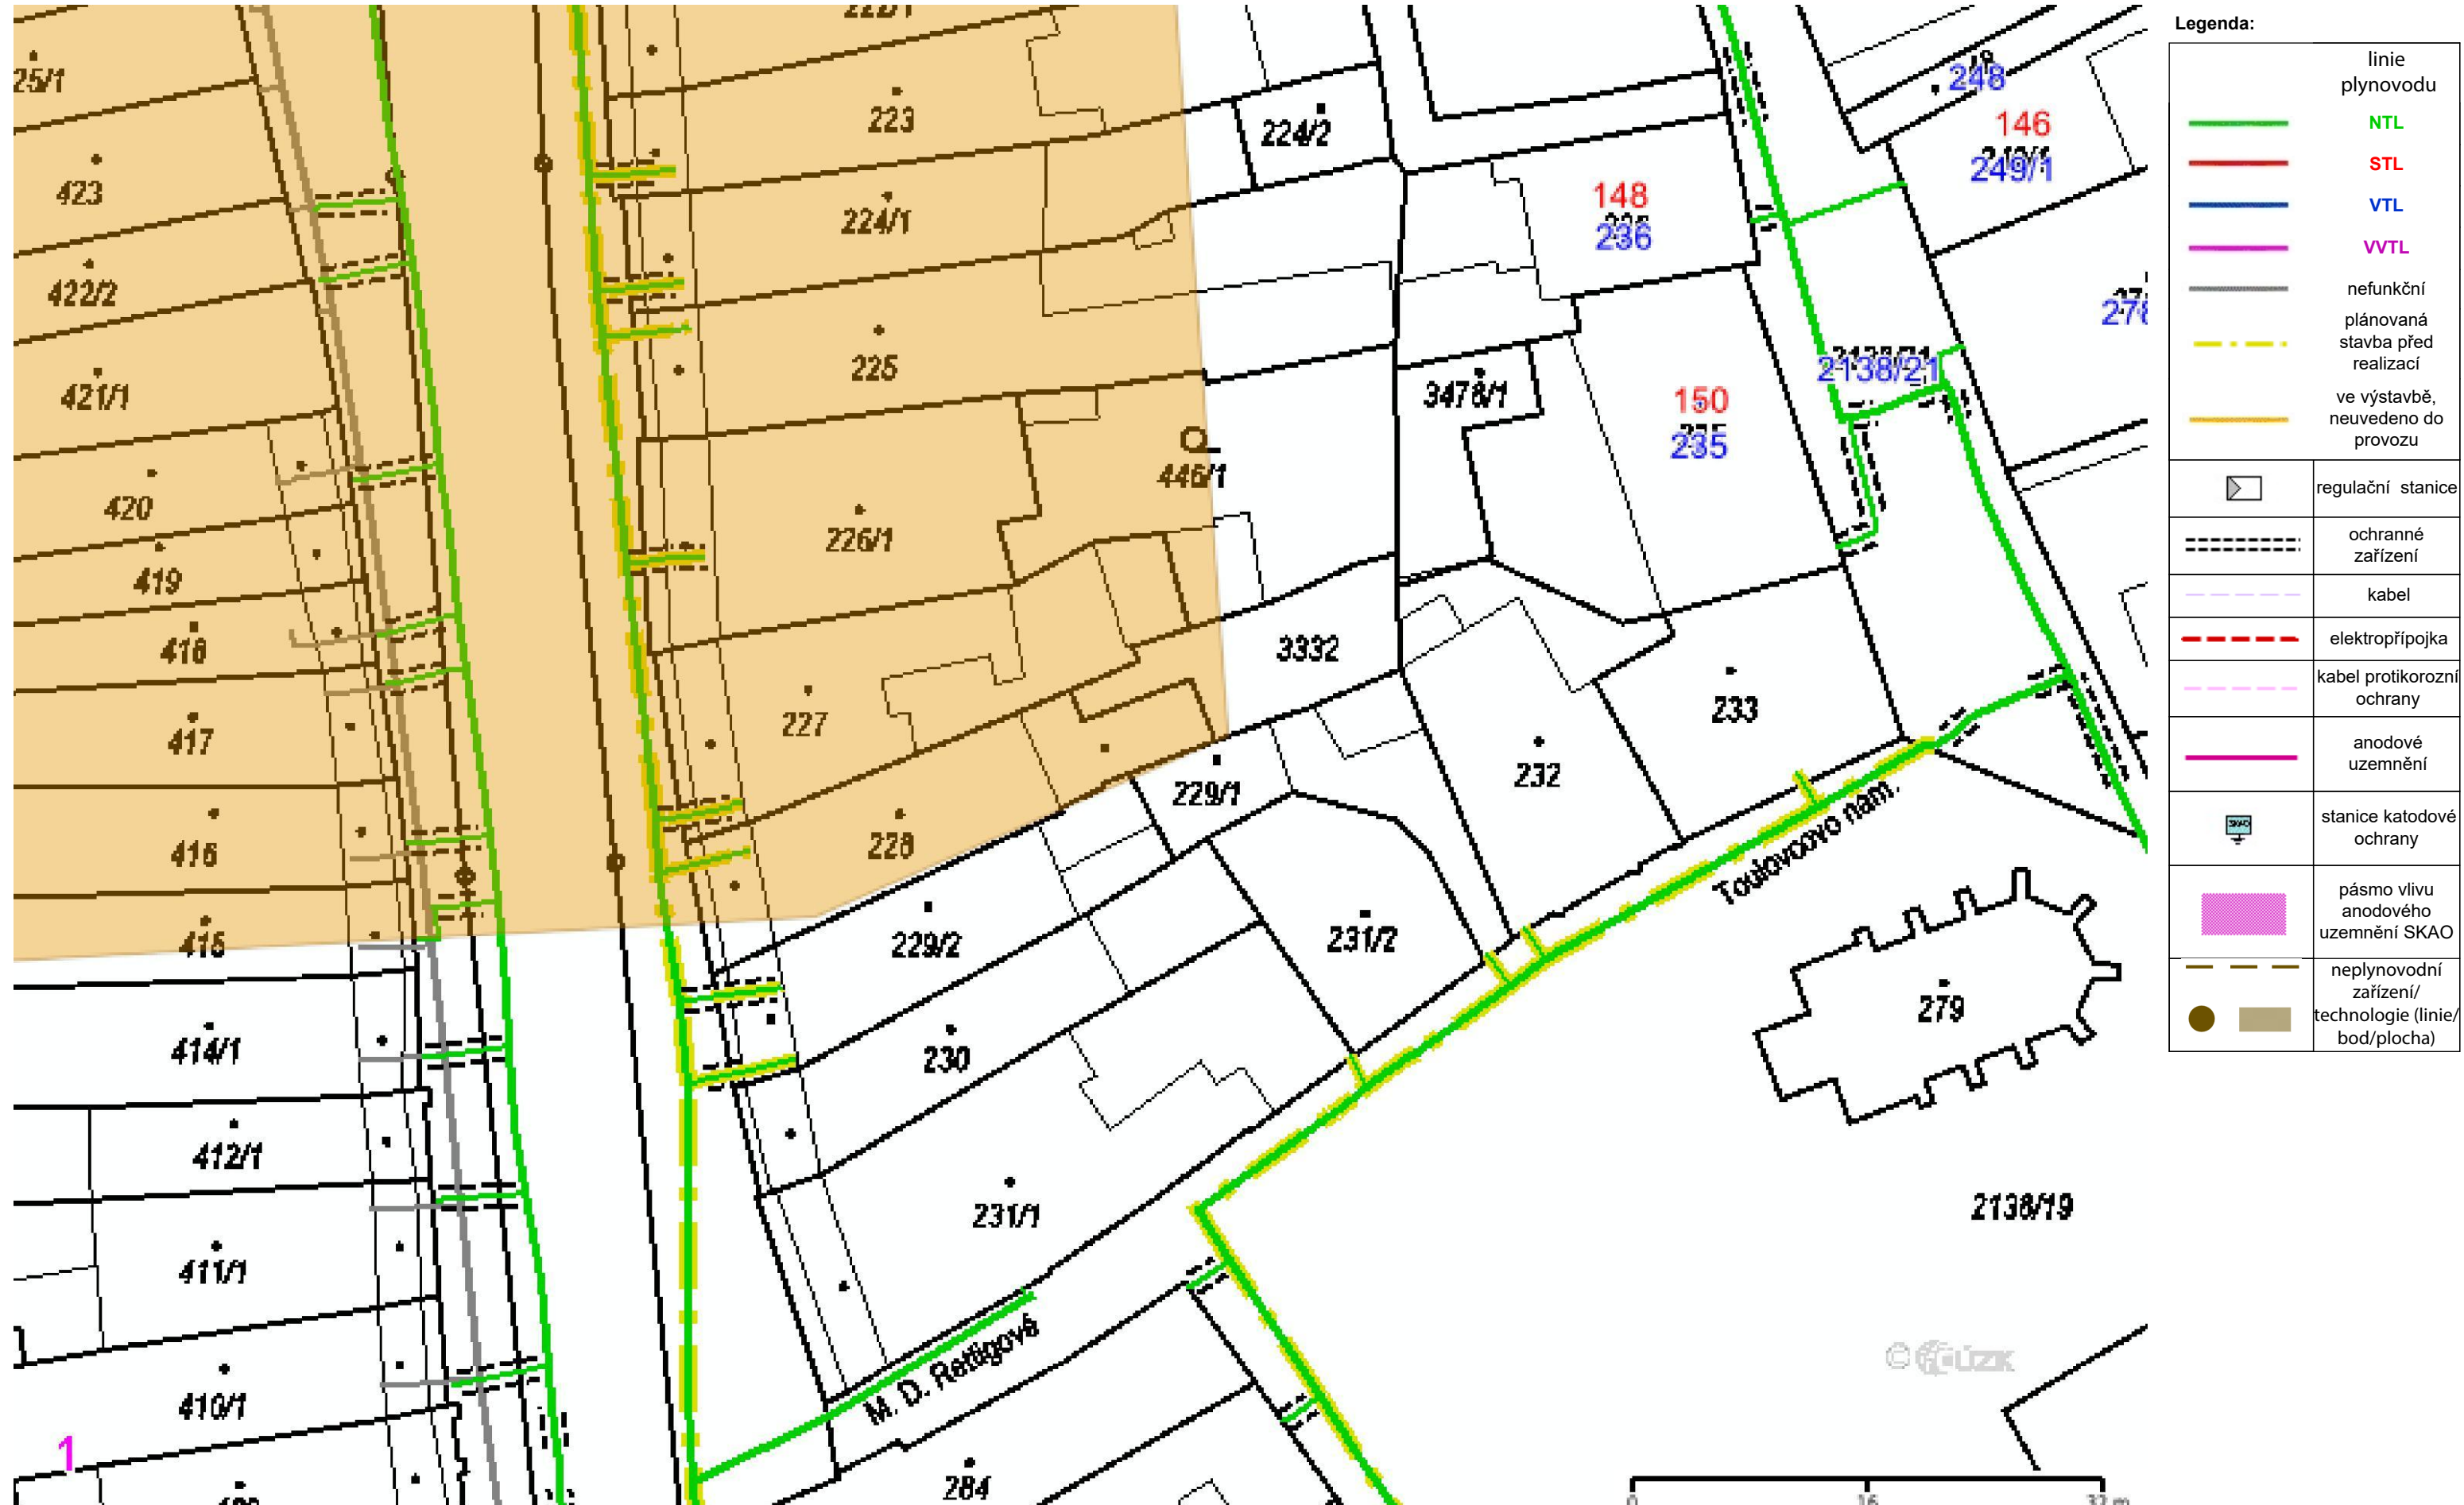 222/1
25/1
223
423
224/1
224/2
422/2
225
421/1
420
226/1
446/1
419
418
227
417
416
228
415
148
236
248
146
249/1
2138/21
3478/1
150
235
3332
229/1
232
233
Toulovcovo nám.
229/2
231/2
279
414/1
230
412/1
231/1
2138/19
411/1
410/1
M. D. Rettigové
1
284
0 16 32 m
Legenda:
linie
plynovodu
NTL
STL
VTL
VVTL
nefunkční
plánovaná
stavba před
realizací
ve výstavbě,
neuvedeno do
provozu
regulační stanice
ochranné
zařízení
kabel
elektropřípojka
kabel protikorozní
ochrany
anodové
uzemnění
SKAO
stanice katodové
ochrany
pásmo vlivu
anodového
uzemnění SKAO
neplynovodní
zařízení/
technologie (linie/
bod/plocha)